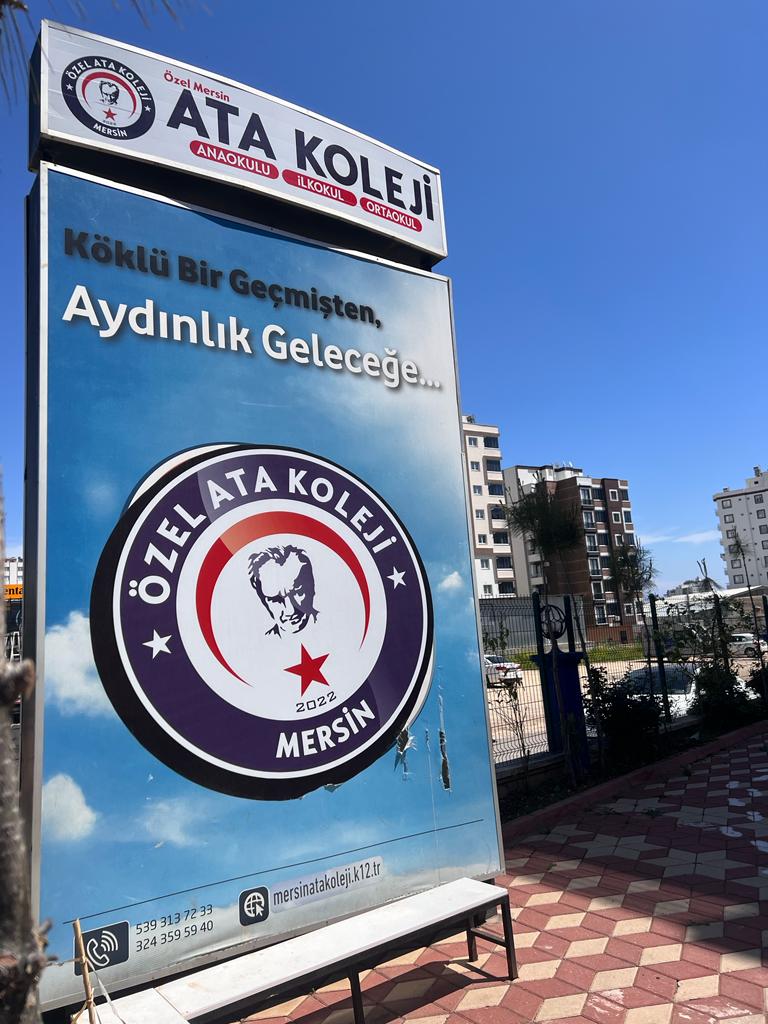 ÖZEL ATA KOLEJİ
MERSİN
Özel Mersin
ATA KOLEJİ
ANAOKULU
İLKOKUL
ORTAOKUL
Köklü Bir Geçmişten,
Aydınlık Geleceğe...
ÖZEL ATA KOLEJİ
2022
MERSİN
539 313 72 33
324 359 59 40
mersinatakoleji.k12.tr